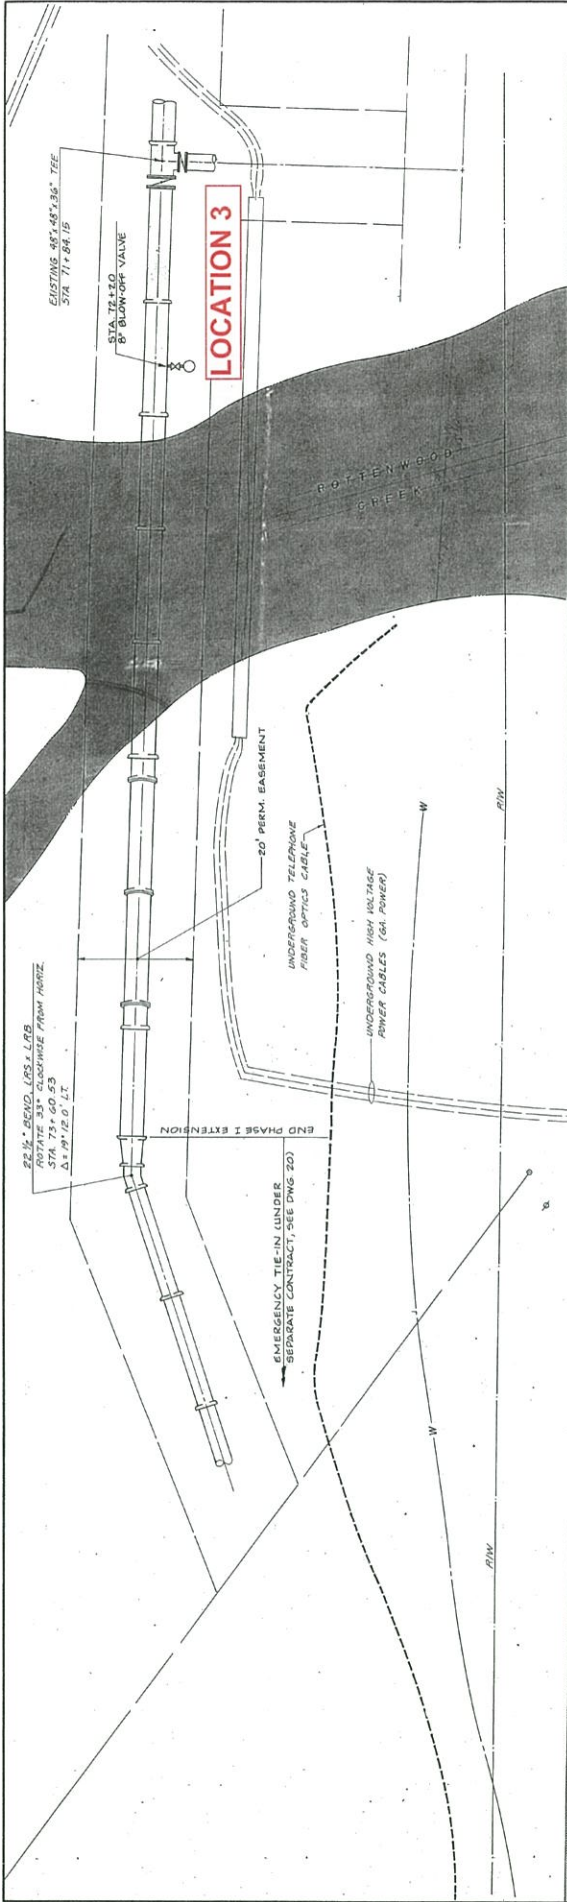 EXISTING 48"x48"x36" TEE
STA. 71+84.15
STA. 72+20
8" BLOW-OFF VALVE
LOCATION 3
ROTTENWOOD
CREEK
20' PERM. EASEMENT
UNDERGROUND TELEPHONE
FIBER OPTICS CABLE
UNDERGROUND HIGH VOLTAGE
POWER CABLES (GA. POWER)
W
R/W
22 1/2° BEND, LRS x LRB
ROTATE 33° CLOCKWISE FROM HORIZ.
STA. 73+60.53
Δ = 19° 12.0' LT.
END PHASE I EXTENSION
EMERGENCY TIE-IN (UNDER
SEPARATE CONTRACT, SEE DWG. 20)
W
R/W